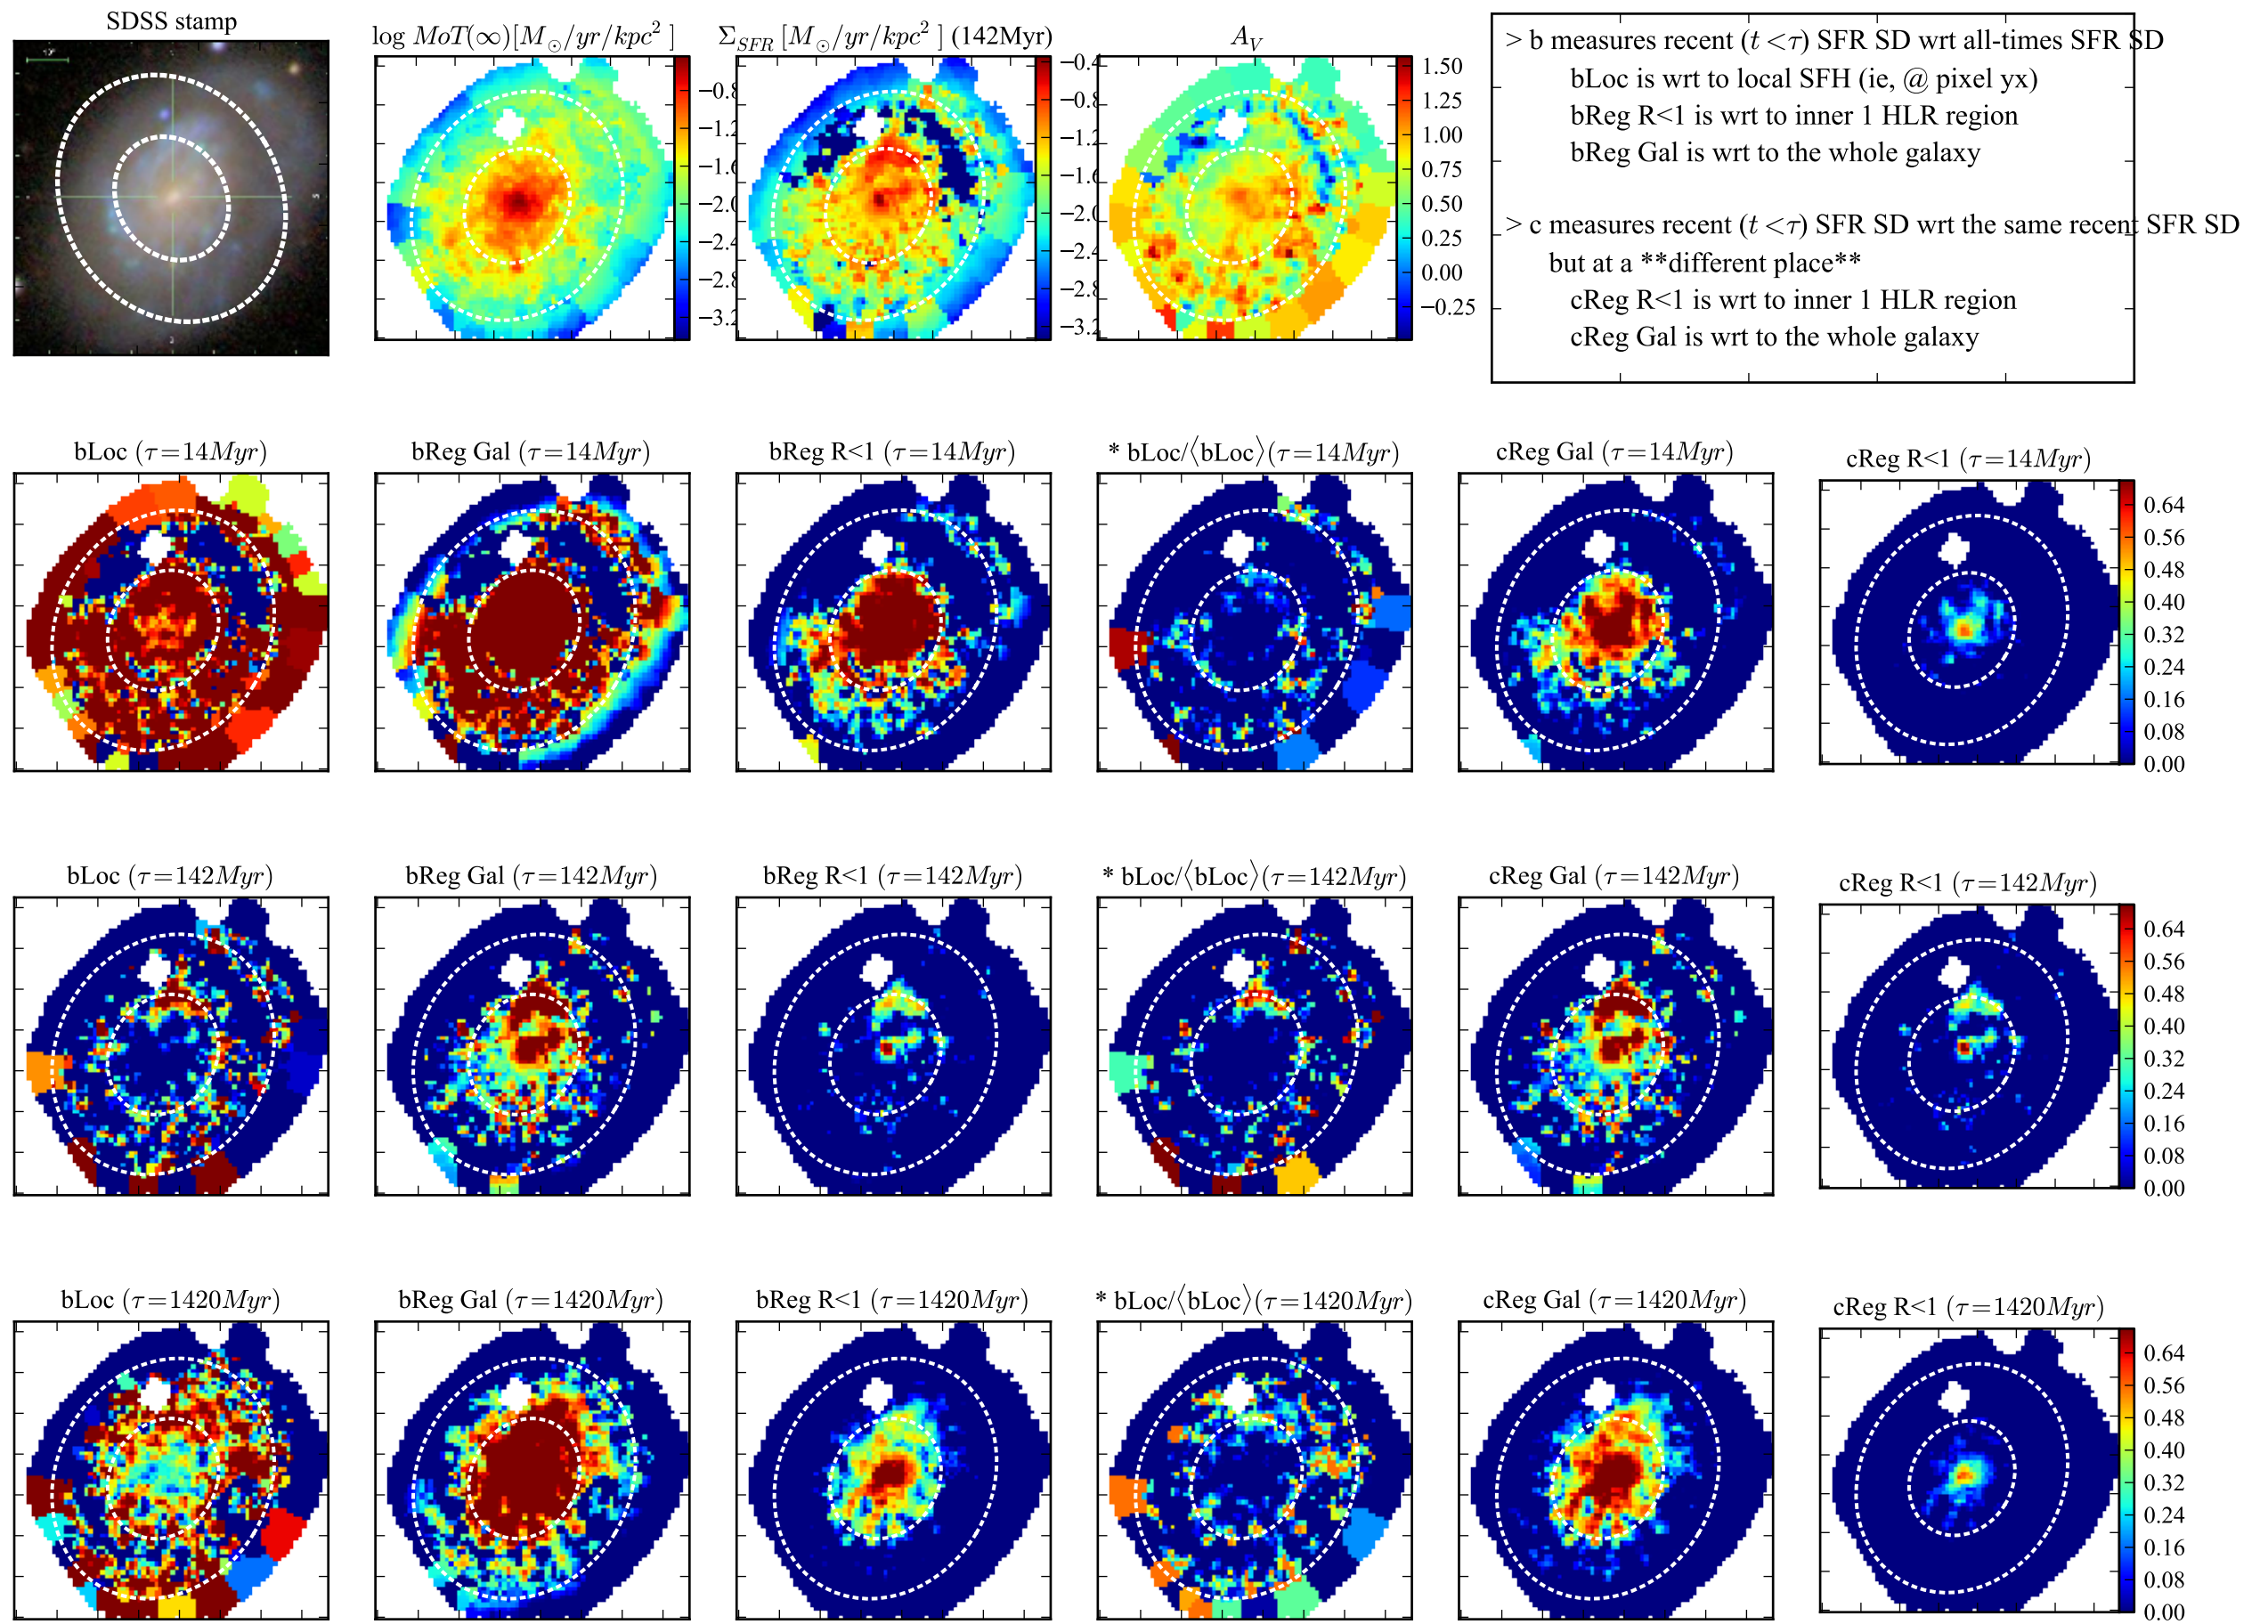 SDSS stamp
log MoT(∞)[M⊙/yr/kpc² ]
Σ_SFR [M⊙/yr/kpc² ] (142Myr)
A_V
−0.8
−1.2
−1.6
−2.0
−2.4
−2.8
−3.2
−0.4
−0.8
−1.2
−1.6
−2.0
−2.4
−2.8
−3.2
1.50
1.25
1.00
0.75
0.50
0.25
0.00
−0.25
> b measures recent (t <τ) SFR SD wrt all-times SFR SD
bLoc is wrt to local SFH (ie, @ pixel yx)
bReg R<1 is wrt to inner 1 HLR region
bReg Gal is wrt to the whole galaxy
> c measures recent (t <τ) SFR SD wrt the same recent SFR SD
but at a **different place**
cReg R<1 is wrt to inner 1 HLR region
cReg Gal is wrt to the whole galaxy
bLoc (τ=14Myr)
bReg Gal (τ=14Myr)
bReg R<1 (τ=14Myr)
* bLoc/⟨bLoc⟩(τ=14Myr)
cReg Gal (τ=14Myr)
cReg R<1 (τ=14Myr)
0.64
0.56
0.48
0.40
0.32
0.24
0.16
0.08
0.00
bLoc (τ=142Myr)
bReg Gal (τ=142Myr)
bReg R<1 (τ=142Myr)
* bLoc/⟨bLoc⟩(τ=142Myr)
cReg Gal (τ=142Myr)
cReg R<1 (τ=142Myr)
0.64
0.56
0.48
0.40
0.32
0.24
0.16
0.08
0.00
bLoc (τ=1420Myr)
bReg Gal (τ=1420Myr)
bReg R<1 (τ=1420Myr)
* bLoc/⟨bLoc⟩(τ=1420Myr)
cReg Gal (τ=1420Myr)
cReg R<1 (τ=1420Myr)
0.64
0.56
0.48
0.40
0.32
0.24
0.16
0.08
0.00